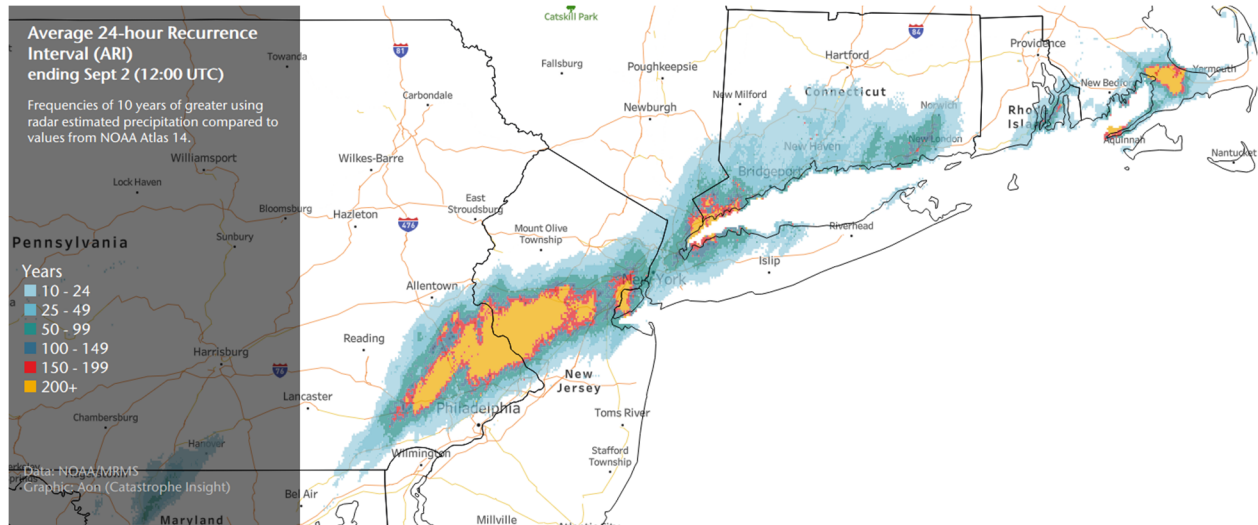 Average 24-hour Recurrence
Interval (ARI)
ending Sept 2 (12:00 UTC)
Frequencies of 10 years of greater using
radar estimated precipitation compared to
values from NOAA Atlas 14.
Years
10 - 24
25 - 49
50 - 99
100 - 149
150 - 199
200+
Data: NOAA/MRMS
Graphic: Aon (Catastrophe Insight)
Catskill Park
Towanda
81
84
Fallsburg
Poughkeepsie
Hartford
Providence
Yarmouth
Carbondale
New Milford
Connecticut
Norwich
New Bedf
Newburgh
Rho
Isl
Williamsport
Wilkes-Barre
New Haven
New London
Aquinnah
Nantucket
Lock Haven
Bridgeport
East
Stroudsburg
Bloomsburg
Hazleton
476
Mount Olive
Township
Riverhead
Pennsylvania
Sunbury
Islip
New York
Allentown
Reading
Harrisburg
76
New
Jersey
Lancaster
Philadelphia
Toms River
Chambersburg
Hanover
Wilmington
Stafford
Township
Bel Air
Maryland
Millville